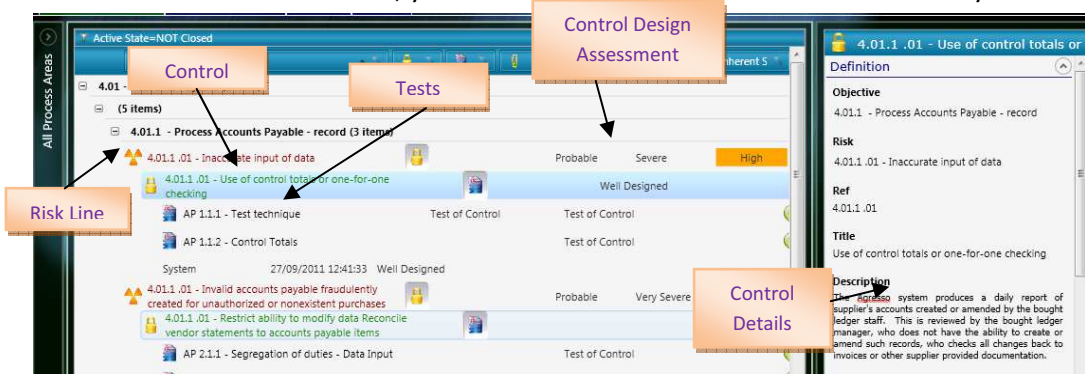 Control Design
Assessment
Active State=NOT Closed
4.01.1 .01 - Use of control totals or
Control
Tests
Inherent S
Definition
All Process Areas
4.01 -
(5 items)
4.01.1 - Process Accounts Payable - record (3 items)
4.01.1 .01 - Inaccurate input of data
Probable Severe High
4.01.1 .01 - Use of control totals or one-for-one
checking
Well Designed
Risk Line
AP 1.1.1 - Test technique Test of Control Test of Control
AP 1.1.2 - Control Totals Test of Control
System 27/09/2011 12:41:33 Well Designed
4.01.1 .01 - Invalid accounts payable fraudulently
created for unauthorized or nonexistent purchases
Probable Very Severe
4.01.1 .01 - Restrict ability to modify data Reconcile
vendor statements to accounts payable items
AP 2.1.1 - Segregation of duties - Data Input Test of Control
Control
Details
Objective
4.01.1 - Process Accounts Payable - record
Risk
4.01.1 .01 - Inaccurate input of data
Ref
4.01.1 .01
Title
Use of control totals or one-for-one checking
Description
The Agresso system produces a daily report of
supplier's accounts created or amended by the bought
ledger staff. This is reviewed by the bought ledger
manager, who does not have the ability to create or
amend such records, who checks all changes back to
invoices or other supplier provided documentation.